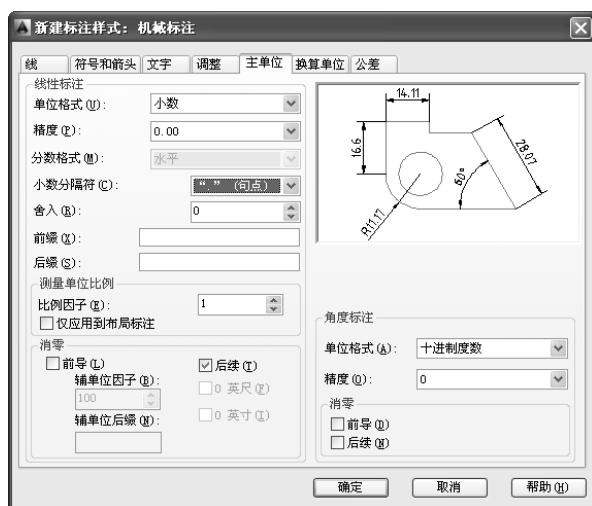 新建标注样式：机械标注
线 符号和箭头 文字 调整 主单位 换算单位 公差
线性标注
单位格式(U)： 小数
精度(P)： 0.00
分数格式(M)： 水平
小数分隔符(C)： “ ” (句点)
舍入(R)： 0
前缀(X)：
后缀(S)：
测量单位比例
比例因子(E)： 1
仅应用到布局标注
消零
前导(L) 后续(T)
辅单位因子(B)： 0 英尺(F)
100
辅单位后缀(N)： 0 英寸(I)
14.11
16.6
28.07
60°
R11.17
角度标注
单位格式(A)： 十进制度数
精度(O)： 0
消零
前导(D)
后续(N)
确定 取消 帮助(H)